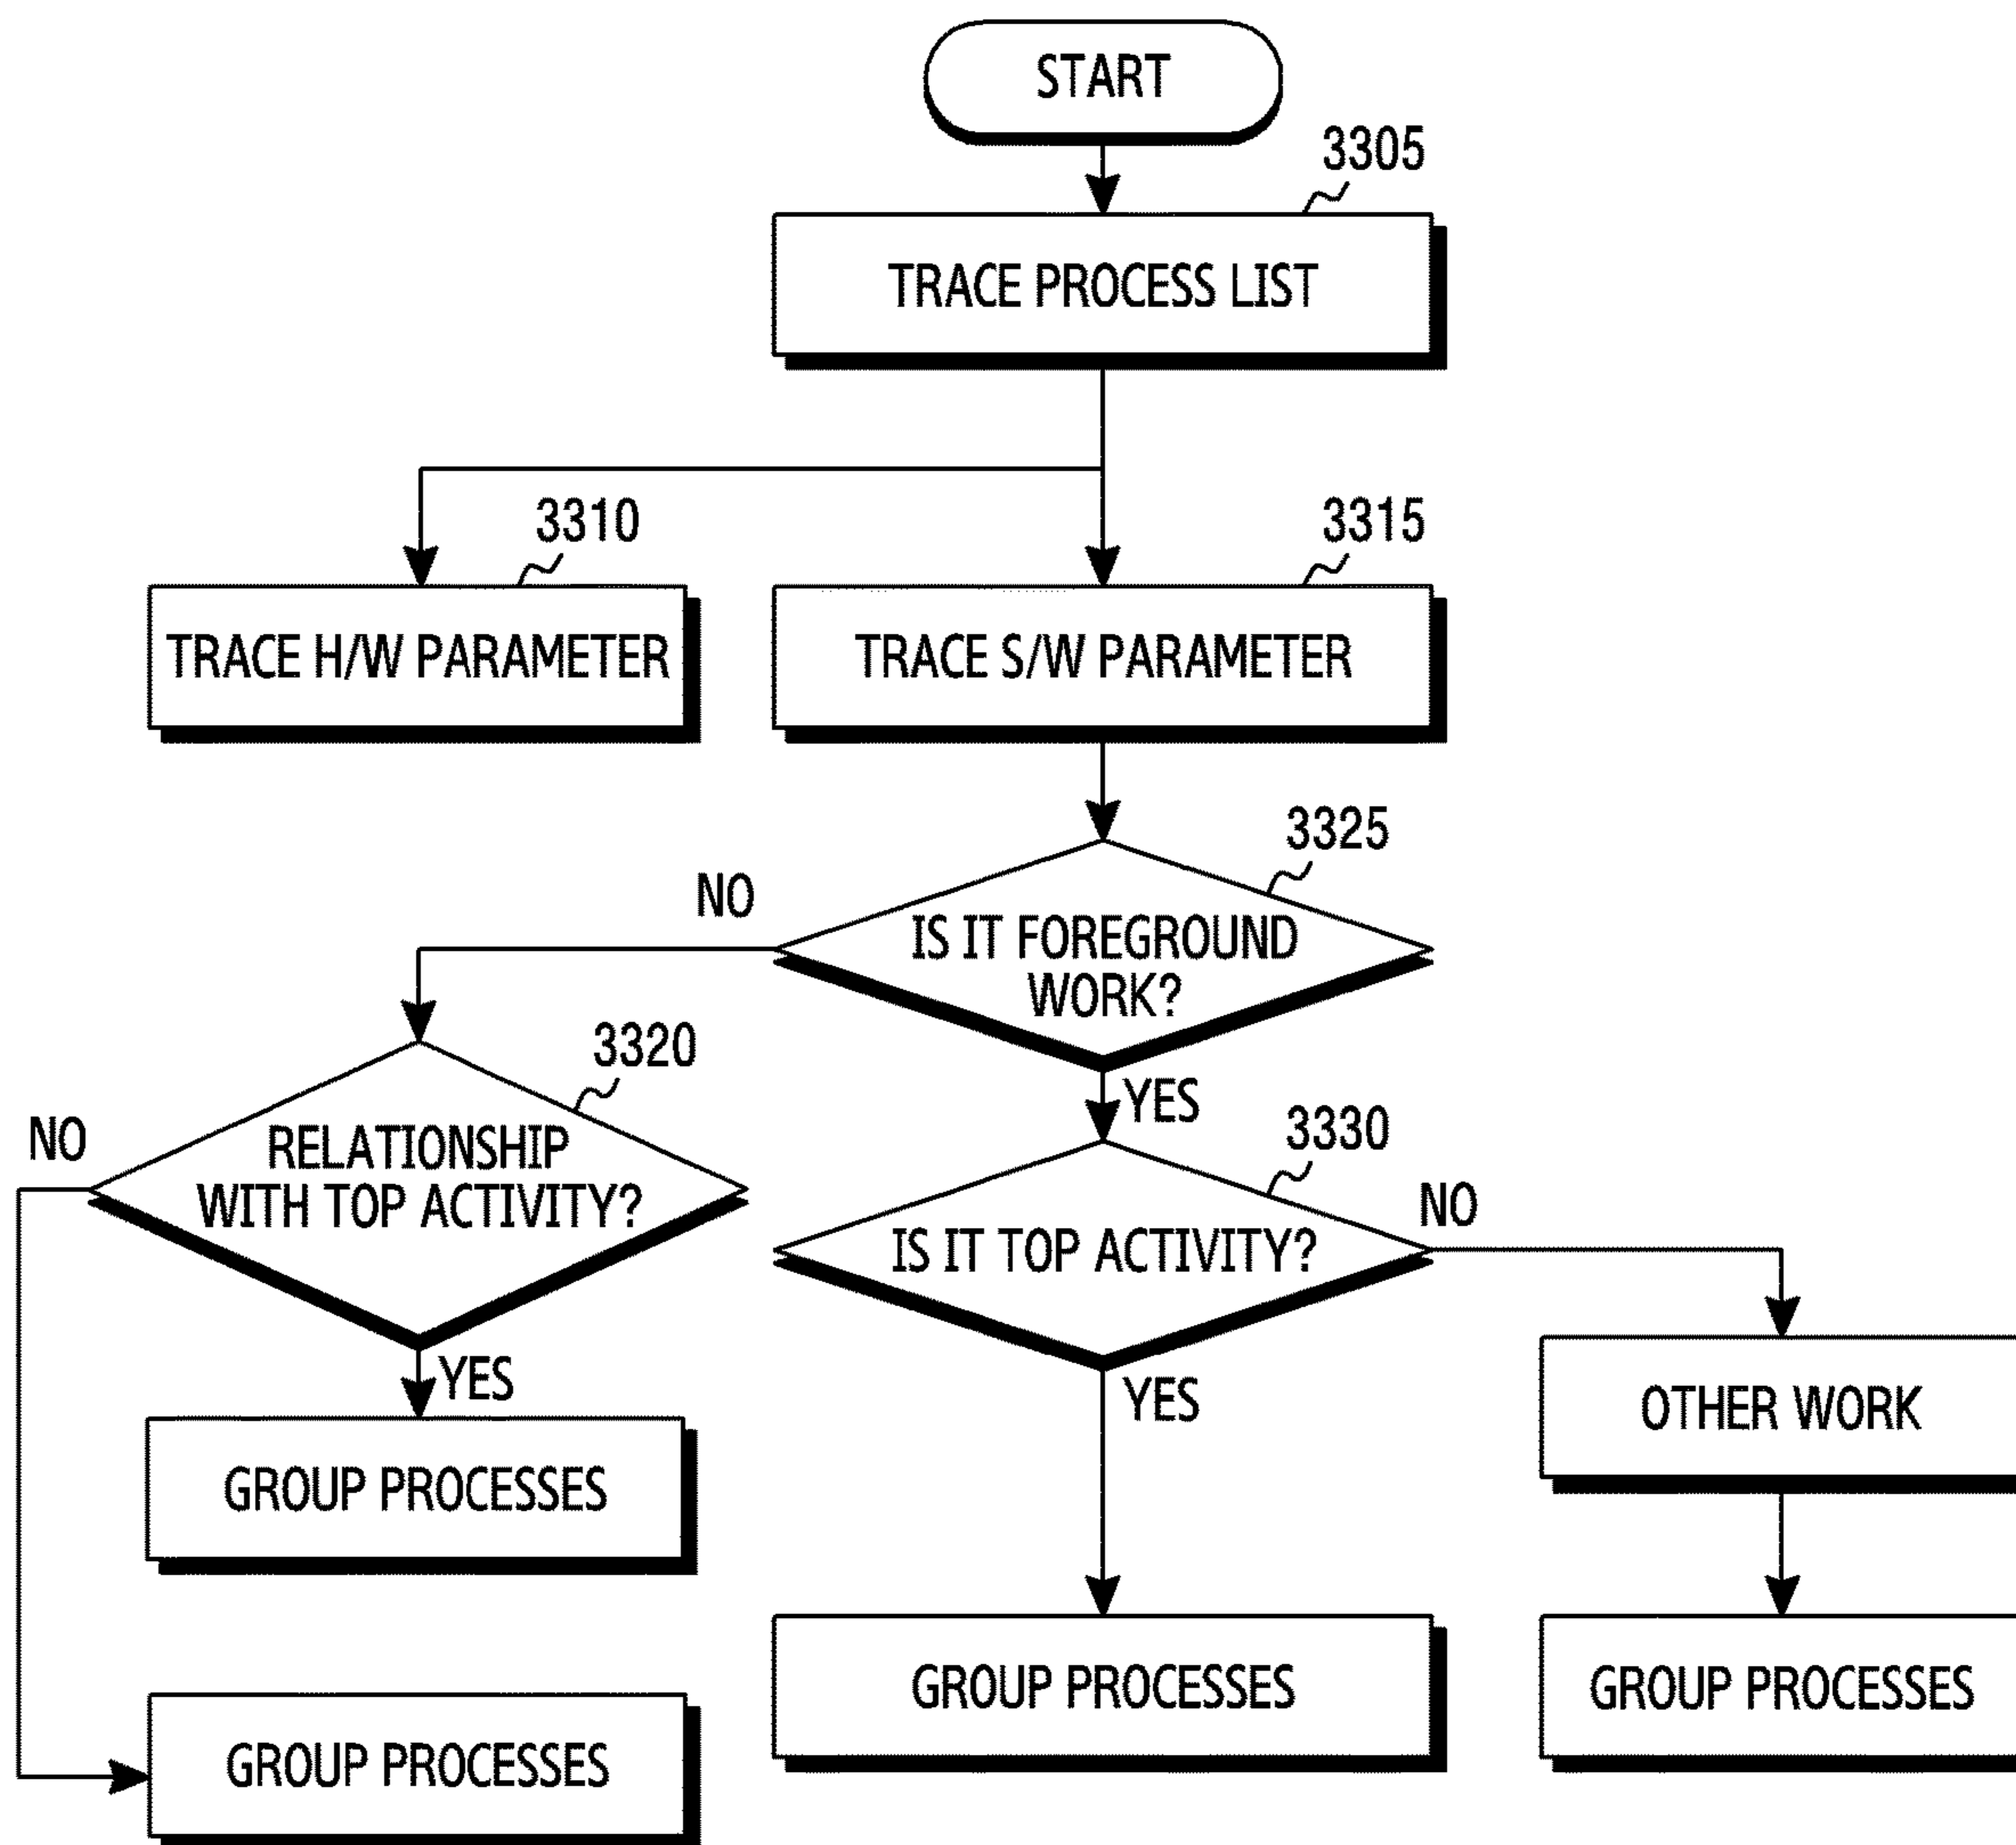 START
3305
TRACE PROCESS LIST
3310
3315
TRACE H/W PARAMETER
TRACE S/W PARAMETER
3325
NO
IS IT FOREGROUND
WORK?
3320
YES
NO
RELATIONSHIP
WITH TOP ACTIVITY?
3330
NO
IS IT TOP ACTIVITY?
YES
YES
OTHER WORK
GROUP PROCESSES
GROUP PROCESSES
GROUP PROCESSES
GROUP PROCESSES